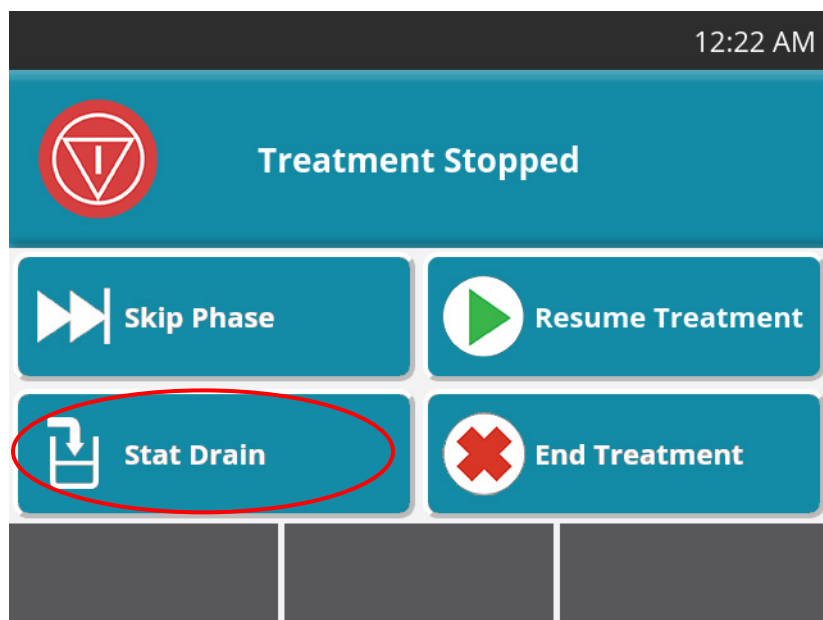 12:22 AM
Treatment Stopped
Skip Phase
Resume Treatment
Stat Drain
End Treatment